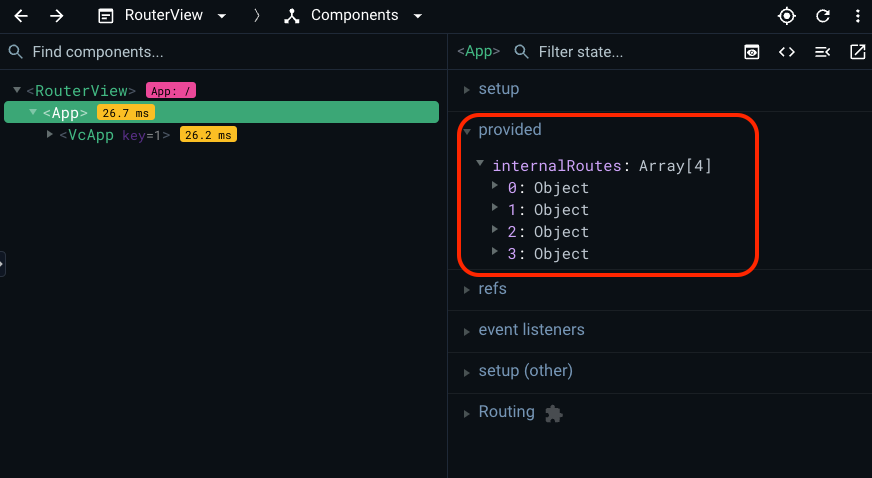 RouterView
Components
Find components...
<RouterView> App: /
<App> 26.7 ms
<VcApp key=1> 26.2 ms
<App> Filter state...
setup
provided
internalRoutes: Array[4]
0: Object
1: Object
2: Object
3: Object
refs
event listeners
setup (other)
Routing